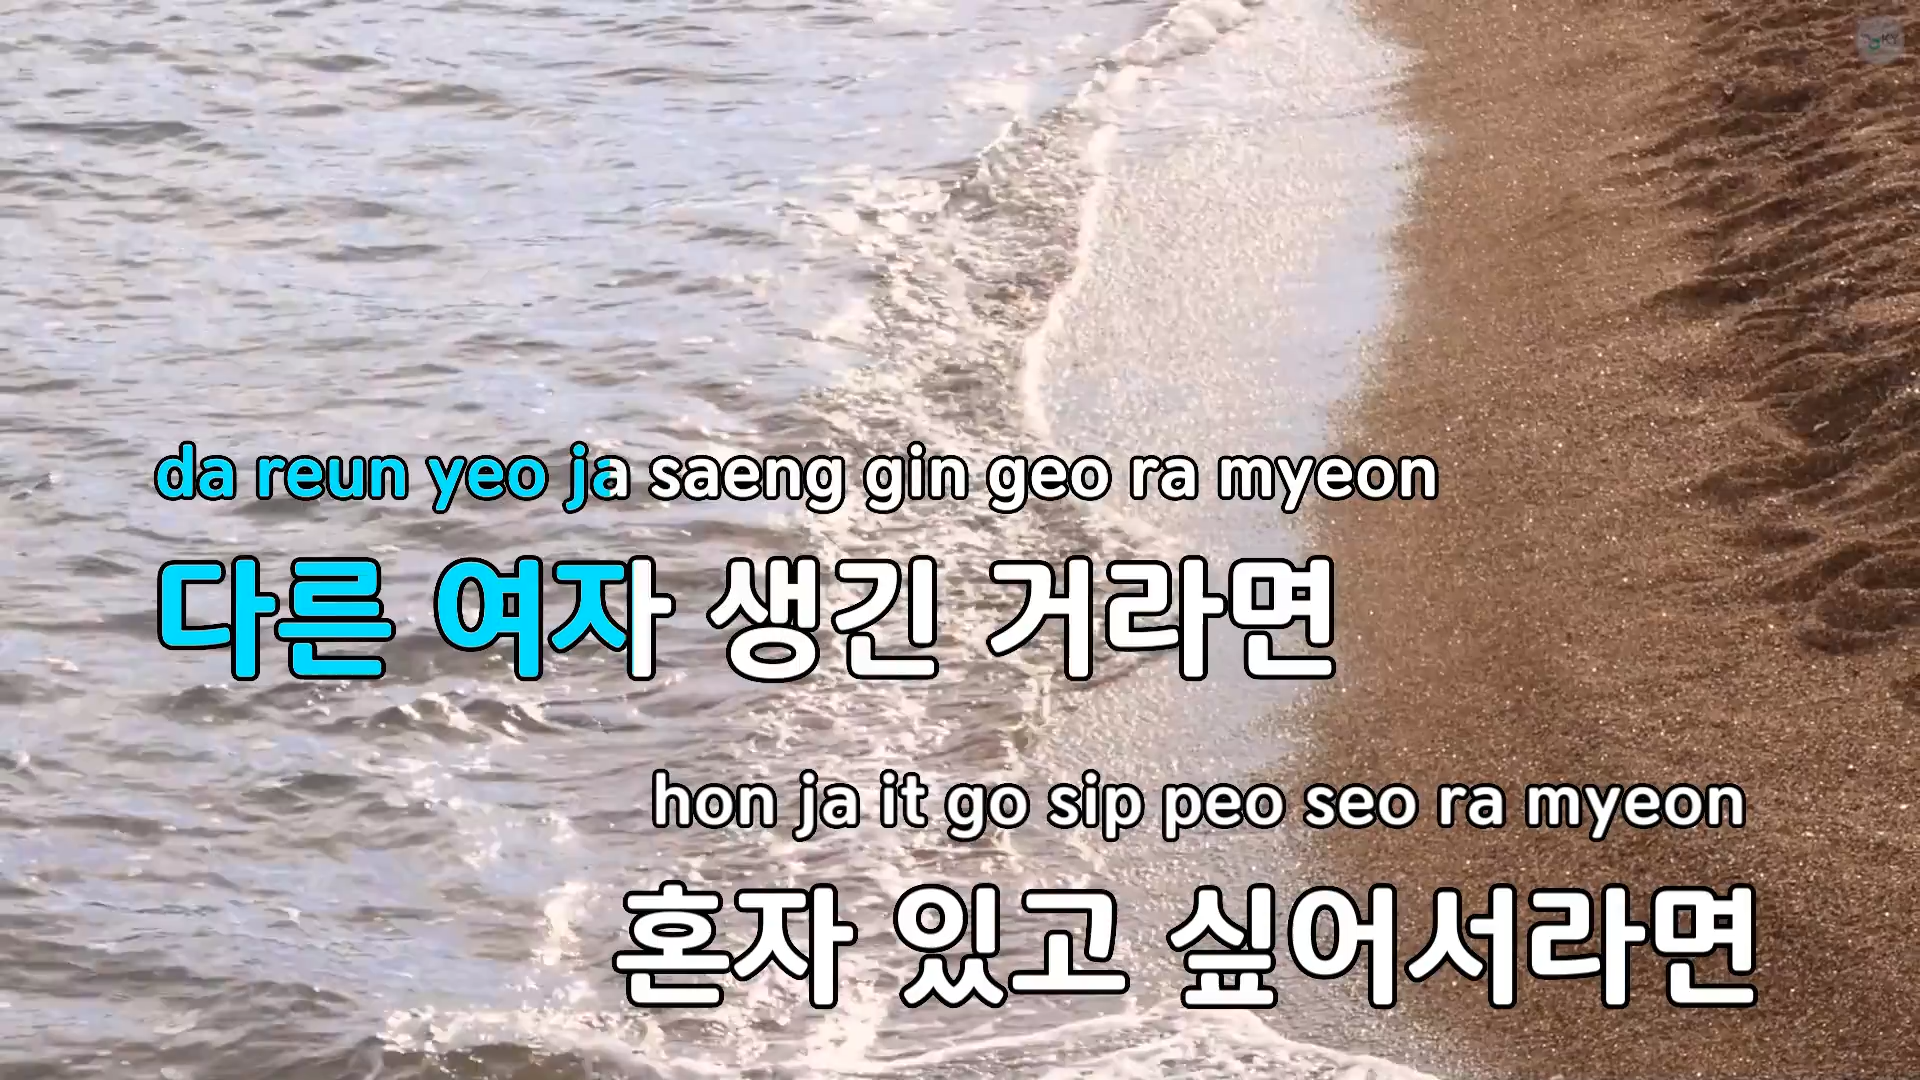 da reun yeo ja saeng gin geo ra myeon
다른 여자 생긴 거라면
hon ja it go sip peo seo ra myeon
혼자 있고 싶어서라면